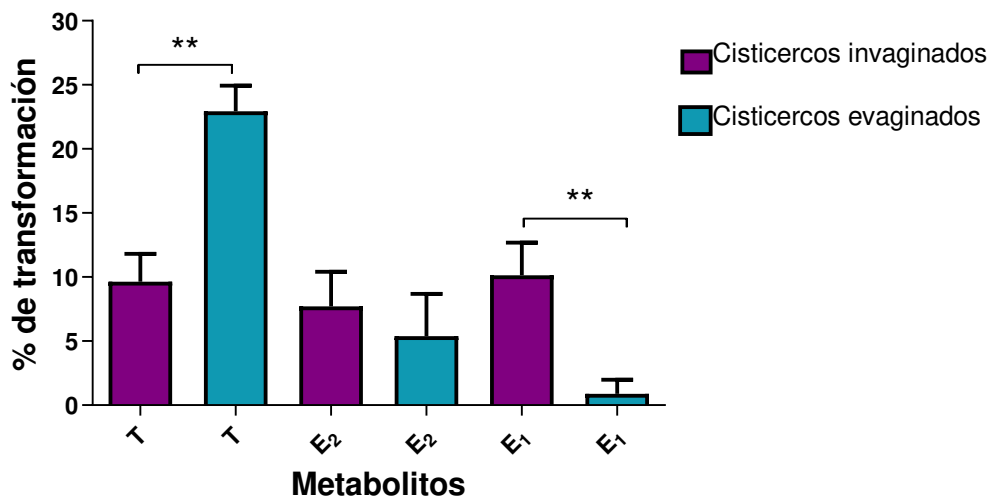 % de transformación
30
25
20
15
10
5
0
**
**
Cisticercos invaginados
Cisticercos evaginados
T
T
E₂
E₂
E₁
E₁
Metabolitos